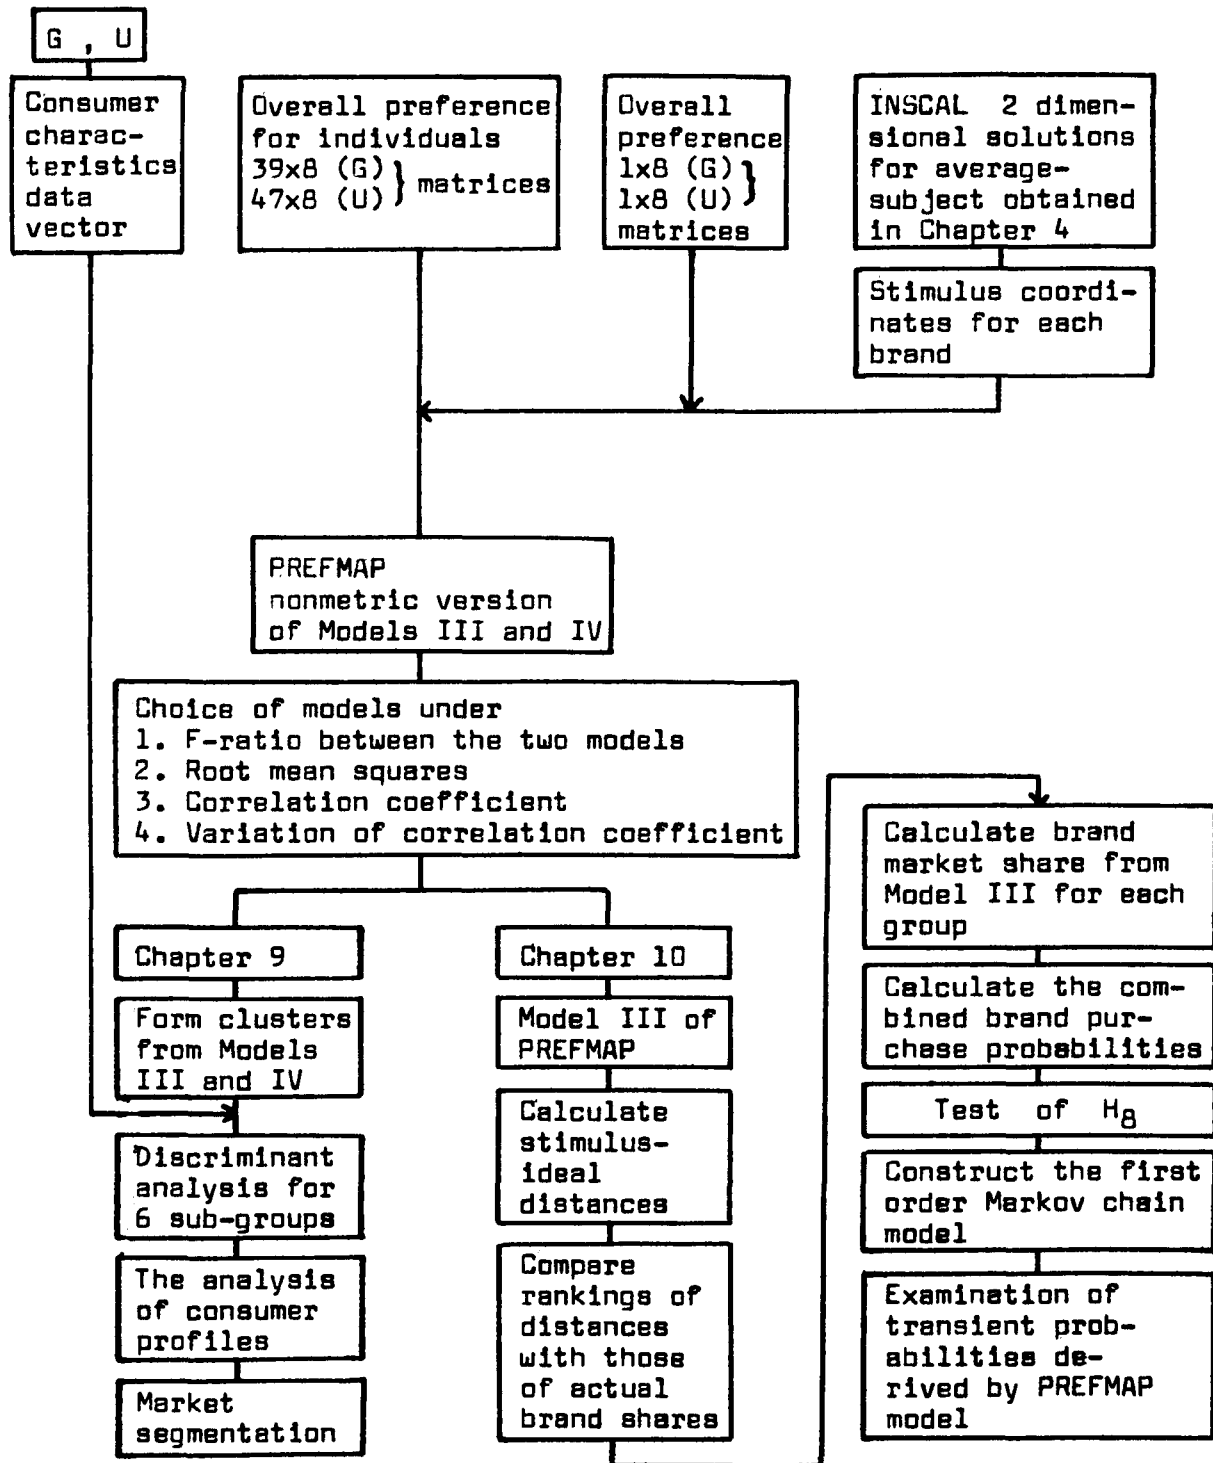 G , U
Consumer
charac-
teristics
data
vector
Overall preference
for individuals
39x8 (G)
47x8 (U) } matrices
Overall
preference
1x8 (G)
1x8 (U) }
matrices
INSCAL 2 dimen-
sional solutions
for average-
subject obtained
in Chapter 4
Stimulus coordi-
nates for each
brand
PREFMAP
nonmetric version
of Models III and IV
Choice of models under
1. F-ratio between the two models
2. Root mean squares
3. Correlation coefficient
4. Variation of correlation coefficient
Chapter 9
Form clusters
from Models
III and IV
Discriminant
analysis for
6 sub-groups
The analysis
of consumer
profiles
Market
segmentation
Chapter 10
Model III of
PREFMAP
Calculate
stimulus-
ideal
distances
Compare
rankings of
distances
with those
of actual
brand shares
Calculate brand
market share from
Model III for each
group
Calculate the com-
bined brand pur-
chase probabilities
Test of H8
Construct the first
order Markov chain
model
Examination of
transient prob-
abilities de-
rived by PREFMAP
model